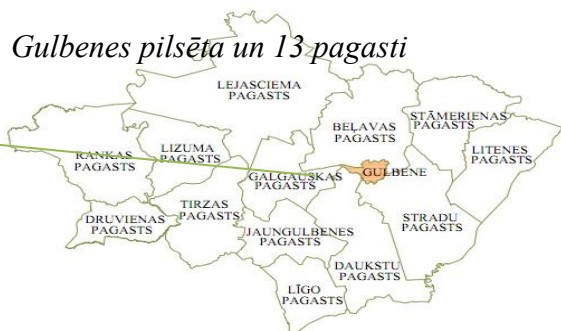 Gulbenes pilsēta un 13 pagasti
LEJASCIEMA
PAGASTS
STĀMERIENAS
PAGASTS
BEĻAVAS
PAGASTS
LITENES
PAGASTS
RANKAS
PAGASTS
LIZUMA
PAGASTS
GALGAUSKAS
PAGASTS
GULBENE
TIRZAS
PAGASTS
DRUVIENAS
PAGASTS
STRADU
PAGASTS
JAUNGULBENES
PAGASTS
DAUKSTU
PAGASTS
LĪGO
PAGASTS